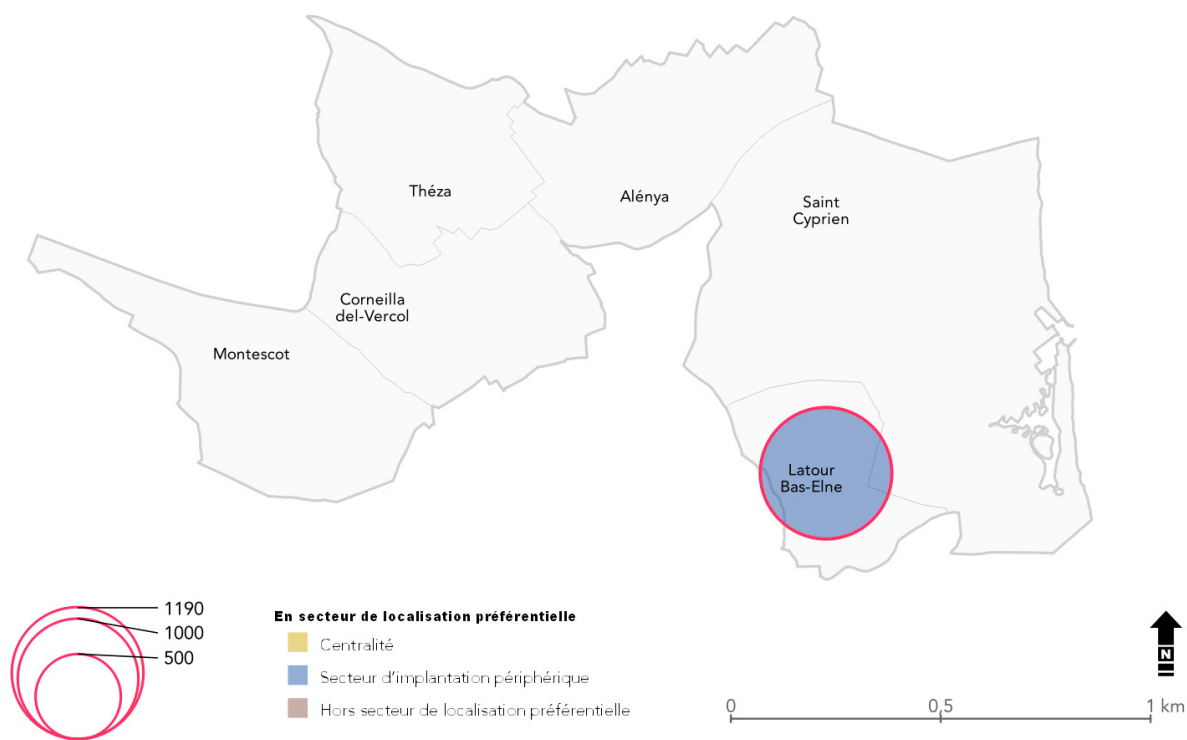 Théza
Alénya
Saint
Cyprien
Corneilla
del-Vercol
Montescot
Latour
Bas-Elne
1190
1000
500
En secteur de localisation préférentielle
Centralité
Secteur d'implantation périphérique
Hors secteur de localisation préférentielle
N
0
0,5
1 km